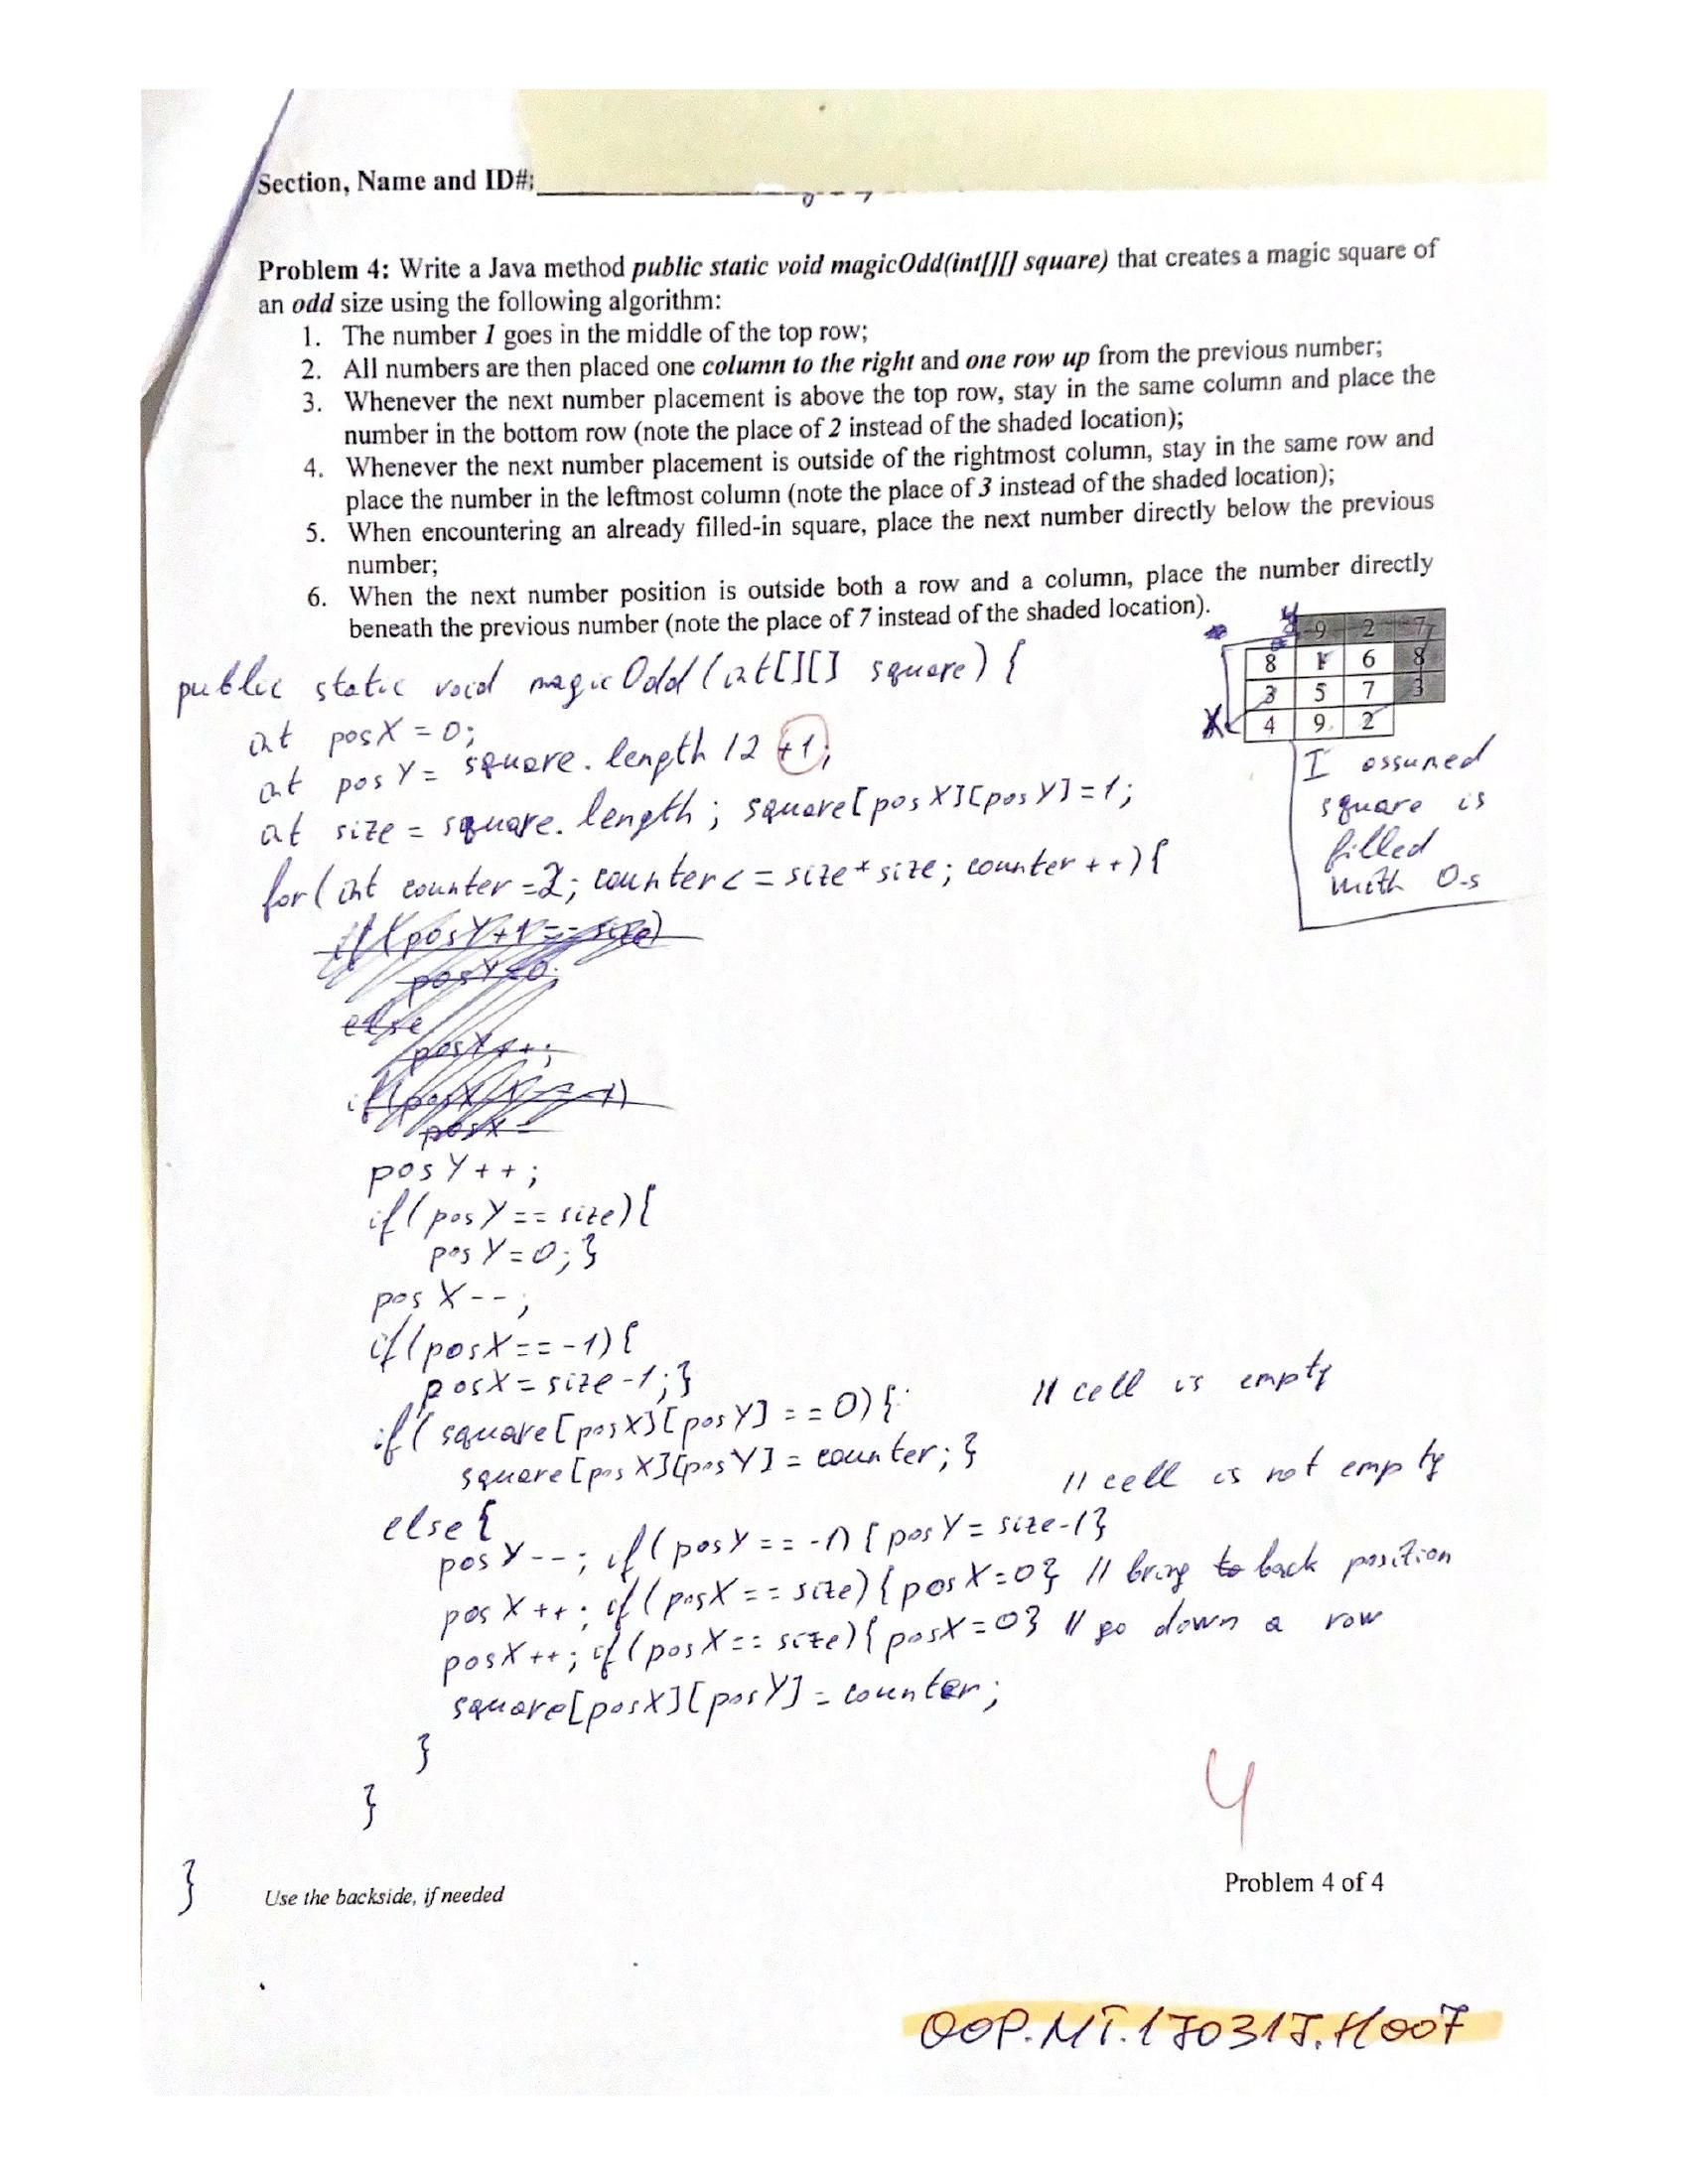 Section, Name and ID#:
Problem 4: Write a Java method public static void magicOdd(int[][] square) that creates a magic square of
an odd size using the following algorithm:
1. The number 1 goes in the middle of the top row;
2. All numbers are then placed one column to the right and one row up from the previous number;
3. Whenever the next number placement is above the top row, stay in the same column and place the
number in the bottom row (note the place of 2 instead of the shaded location);
4. Whenever the next number placement is outside of the rightmost column, stay in the same row and
place the number in the leftmost column (note the place of 3 instead of the shaded location);
5. When encountering an already filled-in square, place the next number directly below the previous
number;
6. When the next number position is outside both a row and a column, place the number directly
beneath the previous number (note the place of 7 instead of the shaded location).
y
9 2 7
8 1 6 8
3 5 7 3
X 4 9 2
public static void magicOdd(int[][] square) {
int posX = 0;
int posY = square.length /2 +1;
int size = square.length; square[posX][posY]=1;
for(int counter=2; counter<=size*size; counter++){
I assumed
square is
filled
with 0-s
if(posY+1==size)
posY=0;
else
posY++;
posX=
posY++;
if(posY==size){
posY=0;}
posX--;
if(posX==-1){
posX=size-1;}
if(square[posX][posY]==0){ // cell is empty
square[posX][posY]=counter;}
else{ // cell is not empty
posY--; if(posY==-1){posY=size-1}
posX++; if(posX==size){posX=0} // bring to back position
posX++; if(posX==size){posX=0} // go down a row
square[posX][posY]=counter;
}
}
}
4
Use the backside, if needed
Problem 4 of 4
OOP.MT.170317.H007